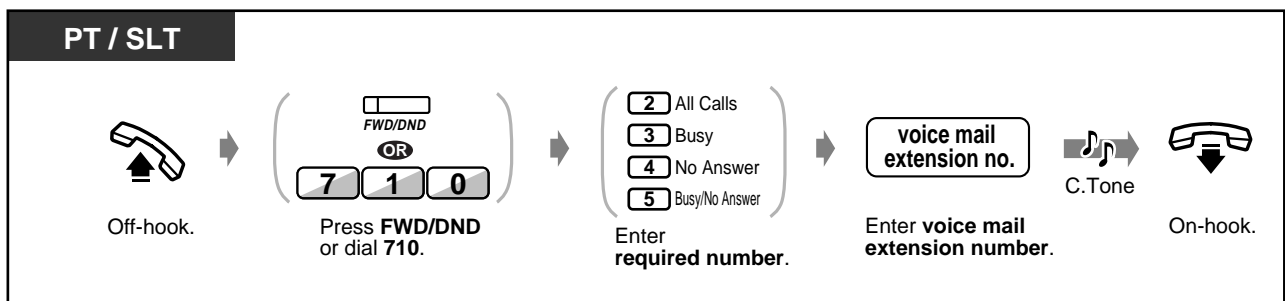 PT / SLT
FWD/DND
OR
7 1 0
2 All Calls
3 Busy
4 No Answer
5 Busy/No Answer
voice mail
extension no.
C.Tone
Off-hook.
Press FWD/DND
or dial 710.
Enter
required number.
Enter voice mail
extension number.
On-hook.